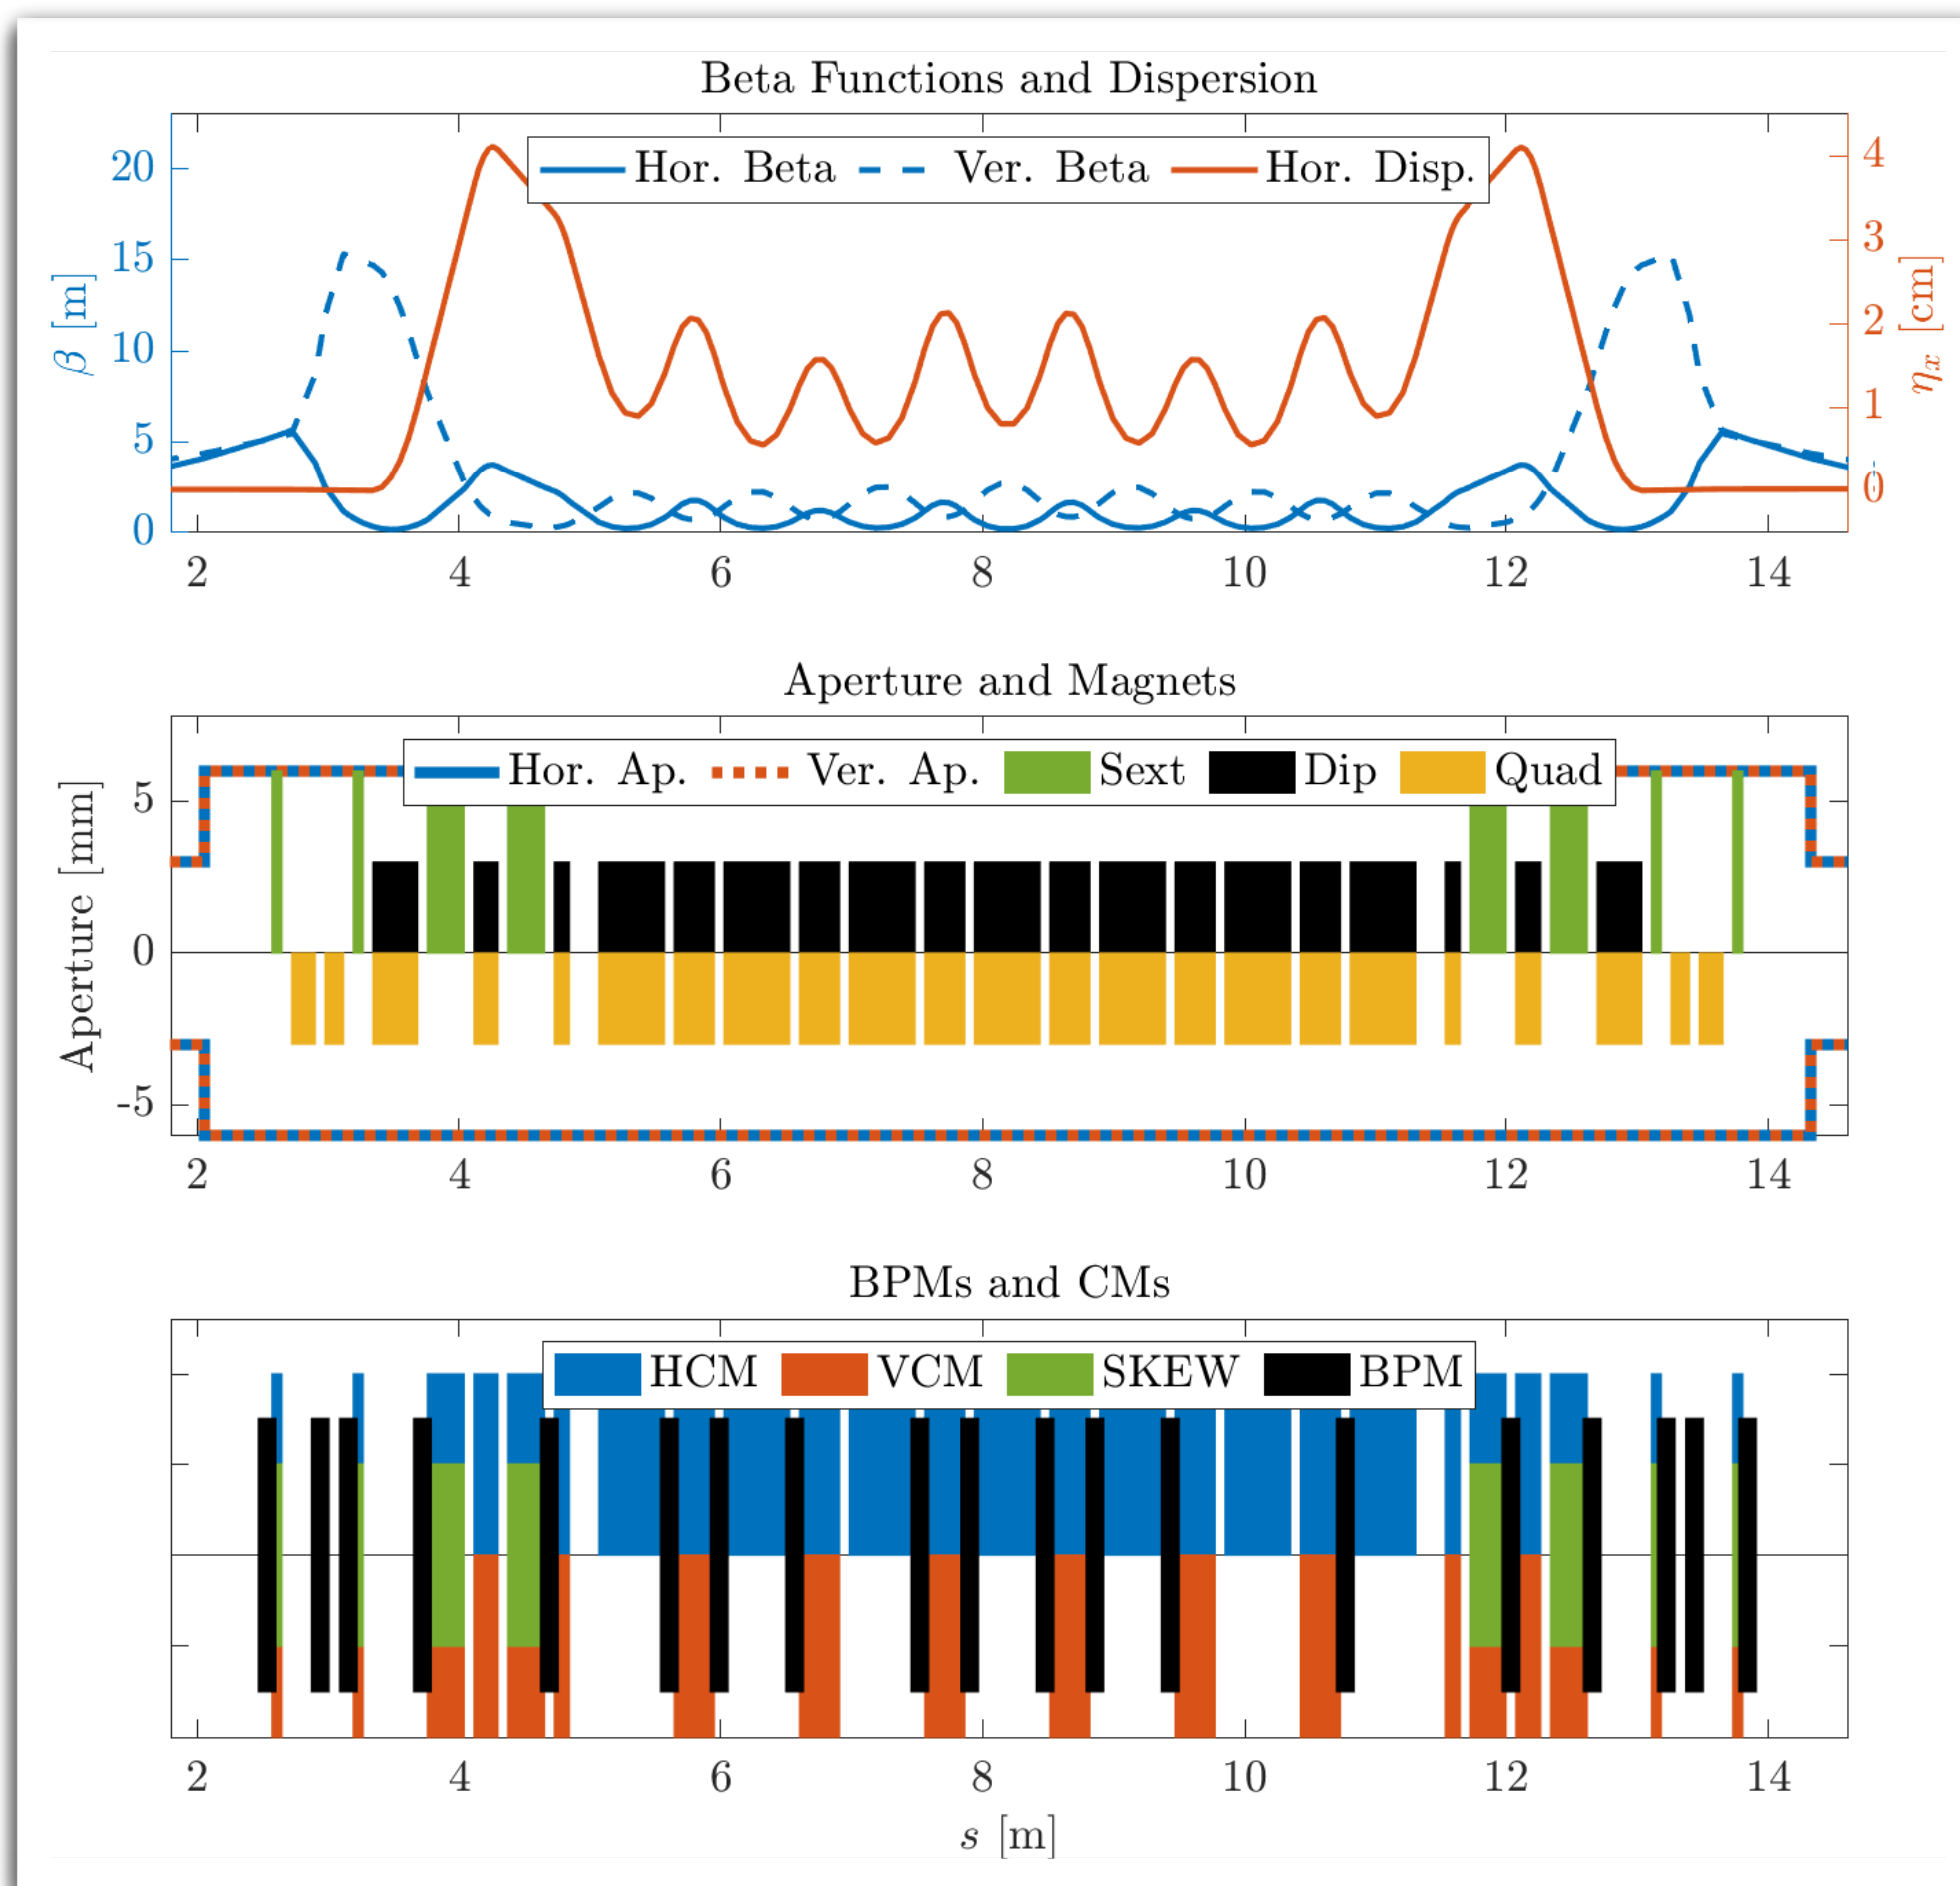 Beta Functions and Dispersion
Hor. Beta Ver. Beta Hor. Disp.
20
15
10
5
0
β [m]
4
3
2
1
0
ηx [cm]
2 4 6 8 10 12 14
Aperture and Magnets
Hor. Ap. Ver. Ap. Sext Dip Quad
5
0
-5
Aperture [mm]
2 4 6 8 10 12 14
BPMs and CMs
HCM VCM SKEW BPM
2 4 6 8 10 12 14
s [m]